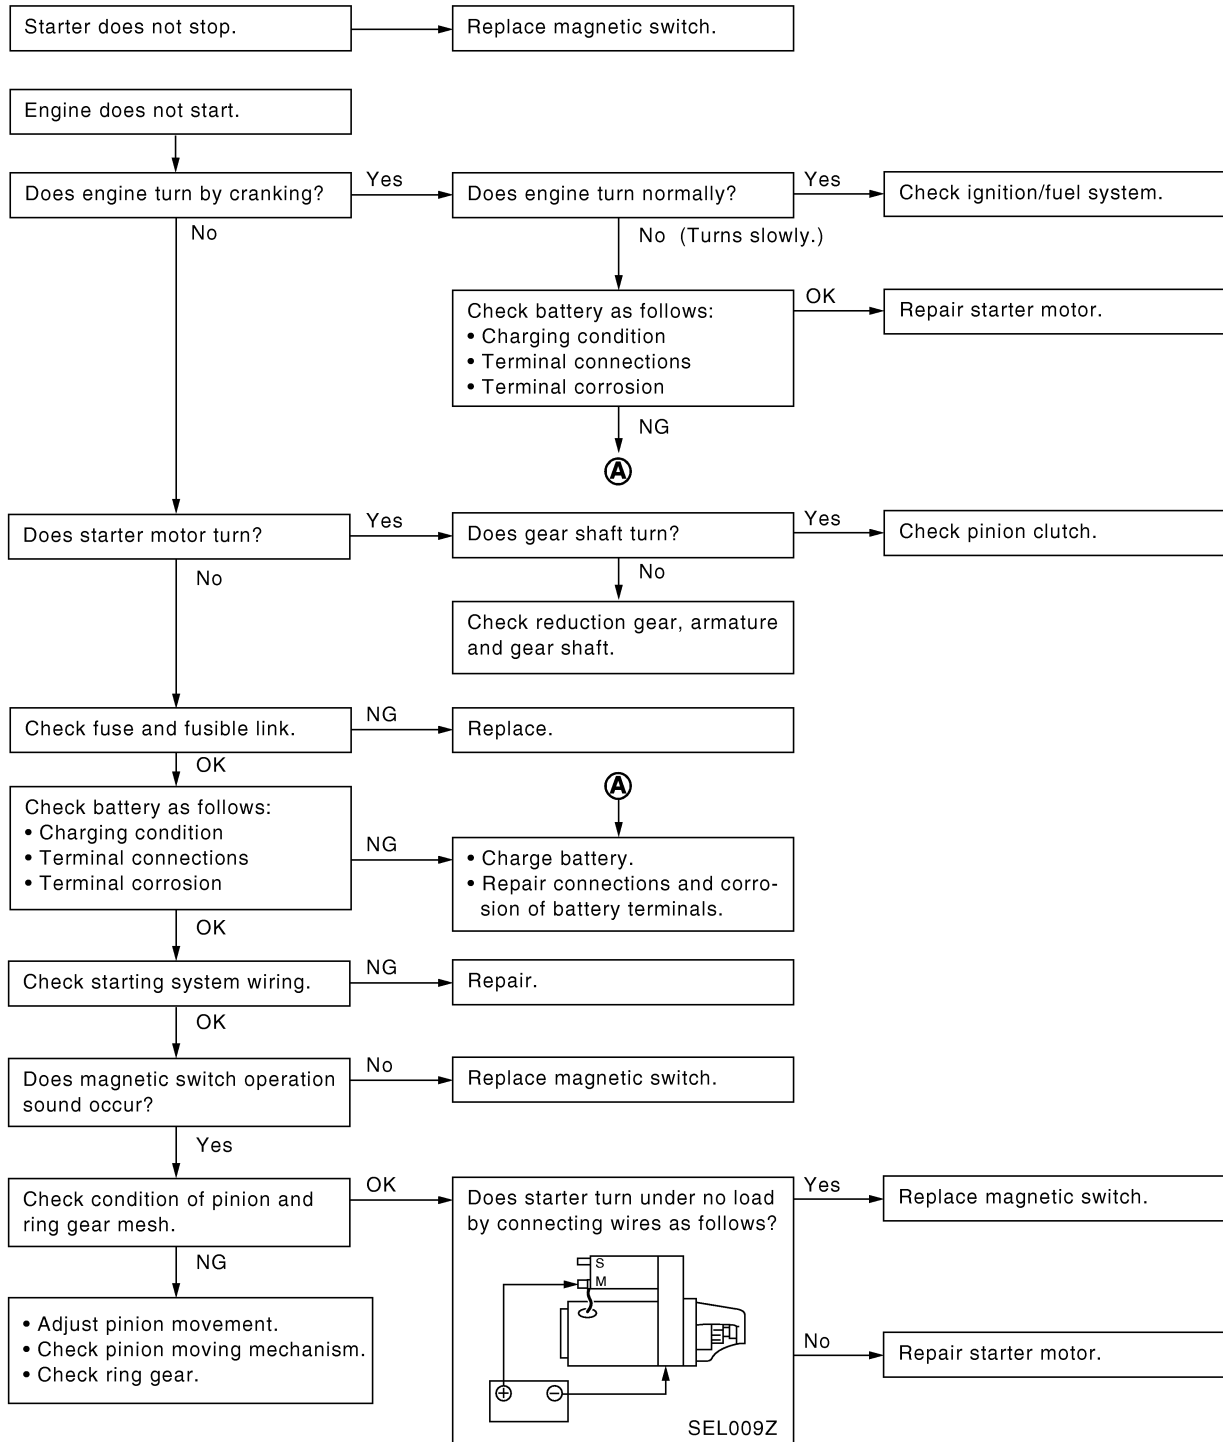 Starter does not stop.
Replace magnetic switch.
Engine does not start.
Does engine turn by cranking?
Yes
Does engine turn normally?
Yes
Check ignition/fuel system.
No
No (Turns slowly.)
Check battery as follows:
• Charging condition
• Terminal connections
• Terminal corrosion
OK
Repair starter motor.
NG
A
Does starter motor turn?
Yes
Does gear shaft turn?
Yes
Check pinion clutch.
No
No
Check reduction gear, armature
and gear shaft.
Check fuse and fusible link.
NG
Replace.
OK
A
Check battery as follows:
• Charging condition
• Terminal connections
• Terminal corrosion
NG
• Charge battery.
• Repair connections and corro-
sion of battery terminals.
OK
Check starting system wiring.
NG
Repair.
OK
Does magnetic switch operation
sound occur?
No
Replace magnetic switch.
Yes
Check condition of pinion and
ring gear mesh.
OK
Does starter turn under no load
by connecting wires as follows?
Yes
Replace magnetic switch.
NG
S
M
• Adjust pinion movement.
• Check pinion moving mechanism.
• Check ring gear.
No
Repair starter motor.
+ −
SEL009Z